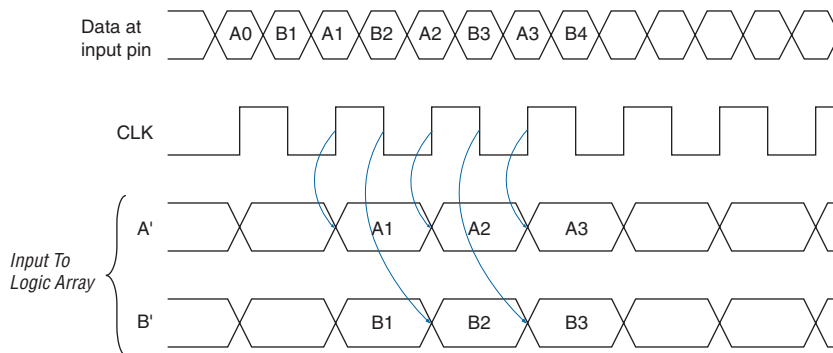 Data at
input pin
A0 B1 A1 B2 A2 B3 A3 B4
CLK
A'
A1 A2 A3
Input To
Logic Array
B'
B1 B2 B3